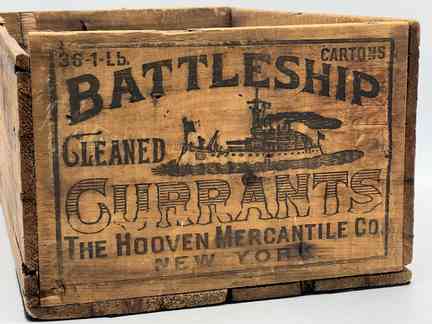 36-1-Lb. CARTONS
BATTLESHIP
CLEANED
CURRANTS
THE HOOVEN MERCANTILE CO.
NEW YORK